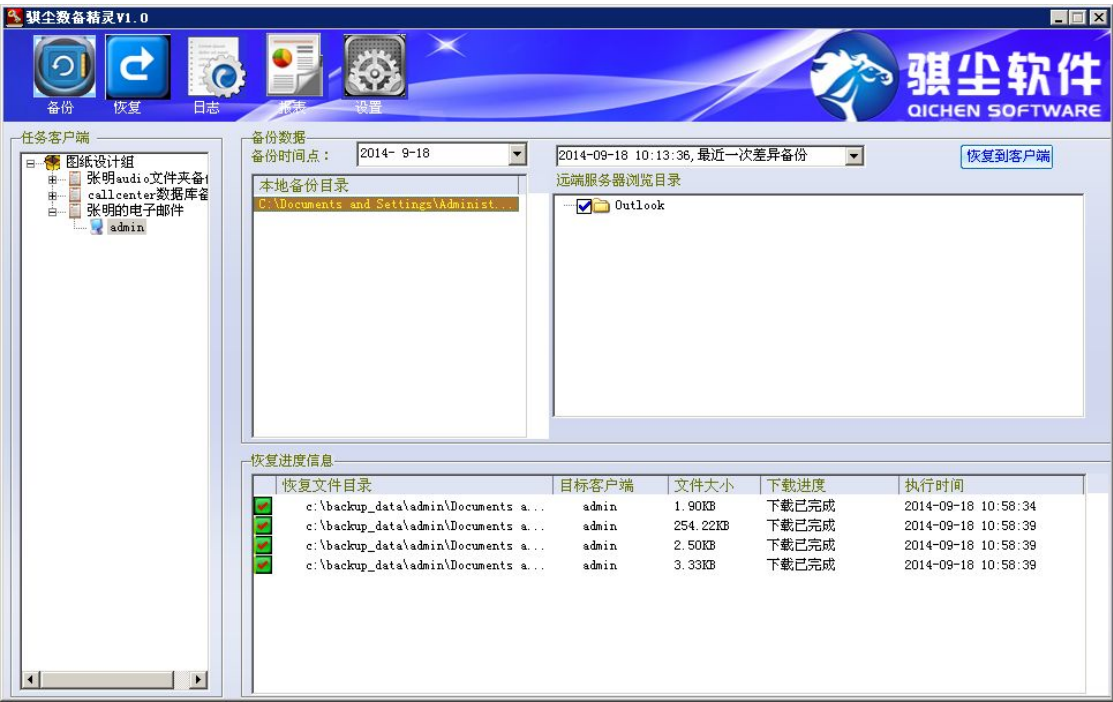 骐尘数备精灵V1.0
备份
恢复
日志
报表
设置
骐尘软件
QICHEN SOFTWARE
任务客户端
图纸设计组
张明audio文件夹备
callcenter数据库备
张明的电子邮件
admin
备份数据
备份时间点：
2014- 9-18
2014-09-18 10:13:36,最近一次差异备份
恢复到客户端
本地备份目录
C:\Documents and Settings\Administ...
远端服务器浏览目录
Outlook
恢复进度信息
恢复文件目录 目标客户端 文件大小 下载进度 执行时间
c:\backup_data\admin\Documents a... admin 1.90KB 下载已完成 2014-09-18 10:58:34
c:\backup_data\admin\Documents a... admin 254.22KB 下载已完成 2014-09-18 10:58:39
c:\backup_data\admin\Documents a... admin 2.50KB 下载已完成 2014-09-18 10:58:39
c:\backup_data\admin\Documents a... admin 3.33KB 下载已完成 2014-09-18 10:58:39